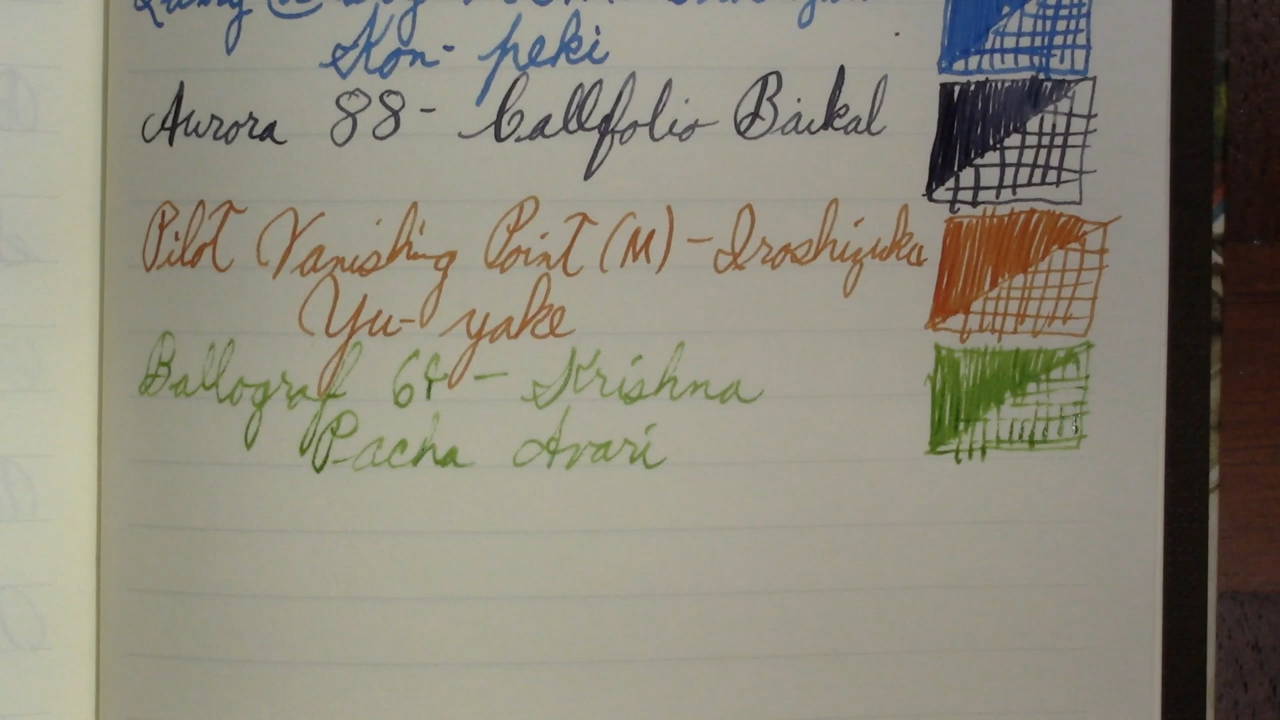 Kon-peki
Aurora 88 - Callfolio Baikal
Pilot Vanishing Point (M) - Iroshizuku
Yu-yake
Ballograf 64 - Krishna
Pacha Avari